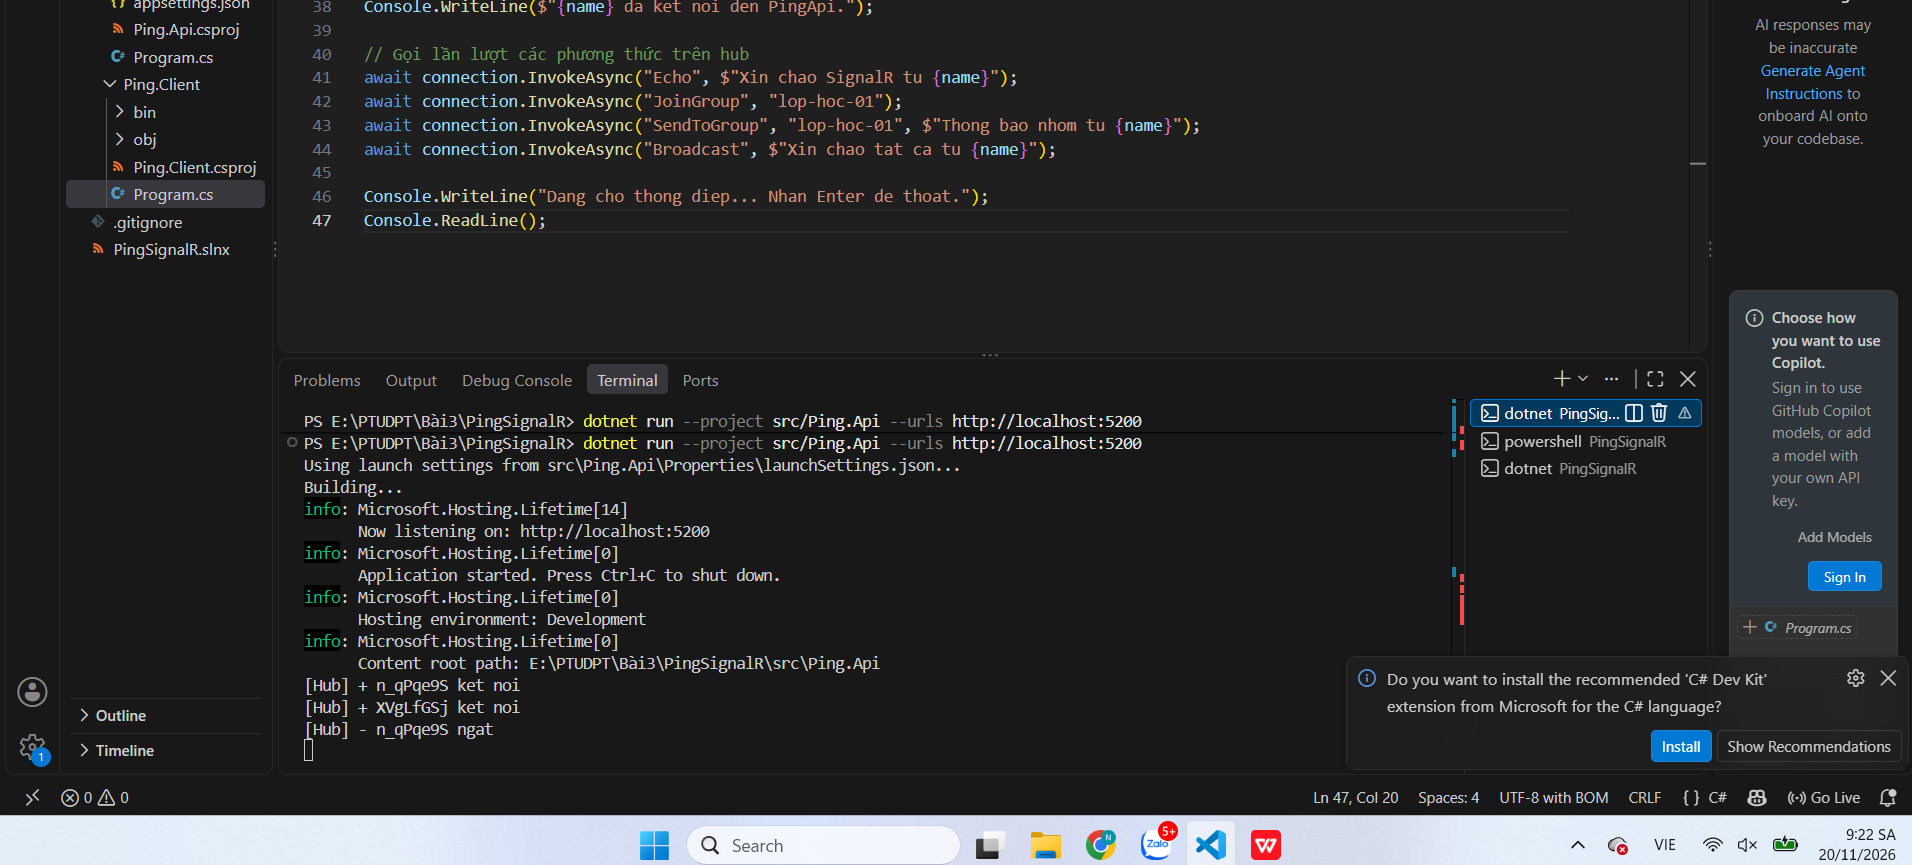 appsettings.json
Ping.Api.csproj
Program.cs
Ping.Client
bin
obj
Ping.Client.csproj
Program.cs
.gitignore
PingSignalR.slnx
Outline
Timeline
1
38 Console.WriteLine($"{name} da ket noi den PingApi.");
39
40 // Gọi lần lượt các phương thức trên hub
41 await connection.InvokeAsync("Echo", $"Xin chao SignalR tu {name}");
42 await connection.InvokeAsync("JoinGroup", "lop-hoc-01");
43 await connection.InvokeAsync("SendToGroup", "lop-hoc-01", $"Thong bao nhom tu {name}");
44 await connection.InvokeAsync("Broadcast", $"Xin chao tat ca tu {name}");
45
46 Console.WriteLine("Dang cho thong diep... Nhan Enter de thoat.");
47 Console.ReadLine();
Problems Output Debug Console Terminal Ports
PS E:\PTUDPT\Bài3\PingSignalR> dotnet run --project src/Ping.Api --urls http://localhost:5200
PS E:\PTUDPT\Bài3\PingSignalR> dotnet run --project src/Ping.Api --urls http://localhost:5200
Using launch settings from src\Ping.Api\Properties\launchSettings.json...
Building...
info: Microsoft.Hosting.Lifetime[14]
Now listening on: http://localhost:5200
info: Microsoft.Hosting.Lifetime[0]
Application started. Press Ctrl+C to shut down.
info: Microsoft.Hosting.Lifetime[0]
Hosting environment: Development
info: Microsoft.Hosting.Lifetime[0]
Content root path: E:\PTUDPT\Bài3\PingSignalR\src\Ping.Api
[Hub] + n_qPqe9S ket noi
[Hub] + XVgLfGSj ket noi
[Hub] - n_qPqe9S ngat
dotnet PingSig...
powershell PingSignalR
dotnet PingSignalR
AI responses may
be inaccurate
Generate Agent
Instructions to
onboard AI onto
your codebase.
Choose how
you want to use
Copilot.
Sign in to use
GitHub Copilot
models, or add
a model with
your own API
key.
Add Models
Sign In
Program.cs
Do you want to install the recommended 'C# Dev Kit'
extension from Microsoft for the C# language?
Install Show Recommendations
0 0 Ln 47, Col 20 Spaces: 4 UTF-8 with BOM CRLF {} C# Go Live
Search
Zalo
5+
VIE
9:22 SA
20/11/2026